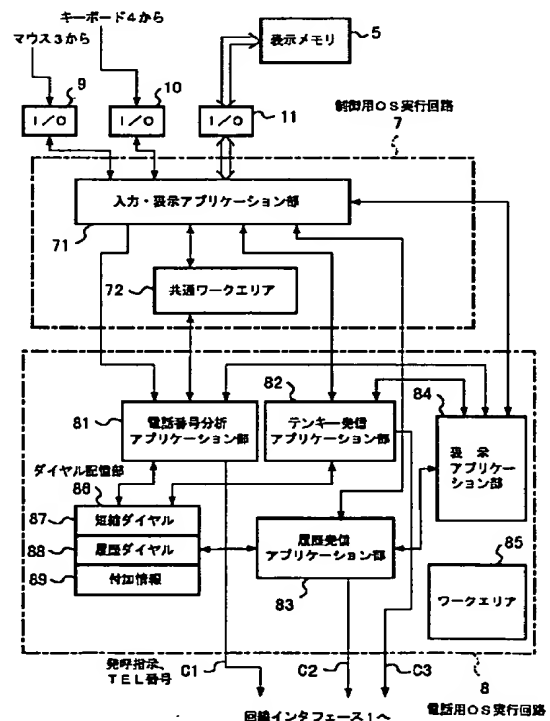 キーボード4から
マウス3から
表示メモリ
5
9
10
11
I/O
I/O
I/O
制御用OS実行回路
7
入力・表示アプリケーション部
71
72
共通ワークエリア
81
電話番号分析
アプリケーション部
82
テンキー発信
アプリケーション部
84
表示
アプリケー
ション部
ダイヤル記憶部
86
87
短縮ダイヤル
88
履歴ダイヤル
89
付加情報
履歴発信
アプリケーション部
83
85
ワークエリア
発呼指示、
TEL番号
C1
C2
C3
8
回線インタフェース1へ
電話用OS実行回路